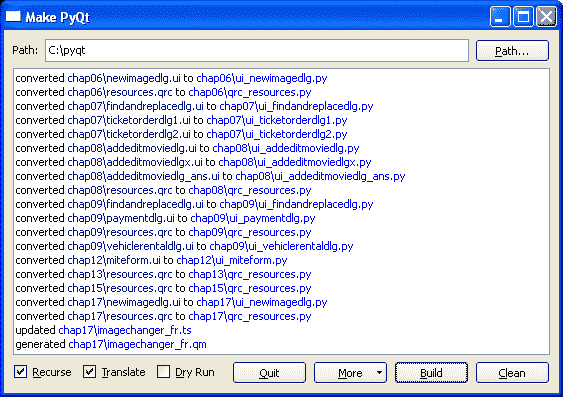 Make PyQt
Path: C:\pyqt Path...
converted chap06\newimagedlg.ui to chap06\ui_newimagedlg.py
converted chap06\resources.qrc to chap06\qrc_resources.py
converted chap07\findandreplacedlg.ui to chap07\ui_findandreplacedlg.py
converted chap07\ticketorderdlg1.ui to chap07\ui_ticketorderdlg1.py
converted chap07\ticketorderdlg2.ui to chap07\ui_ticketorderdlg2.py
converted chap08\addeditmoviedlg.ui to chap08\ui_addeditmoviedlg.py
converted chap08\addeditmoviedlgx.ui to chap08\ui_addeditmoviedlgx.py
converted chap08\addeditmoviedlg_ans.ui to chap08\ui_addeditmoviedlg_ans.py
converted chap08\resources.qrc to chap08\qrc_resources.py
converted chap09\findandreplacedlg.ui to chap09\ui_findandreplacedlg.py
converted chap09\paymentdlg.ui to chap09\ui_paymentdlg.py
converted chap09\resources.qrc to chap09\qrc_resources.py
converted chap09\vehiclerentaldlg.ui to chap09\ui_vehiclerentaldlg.py
converted chap12\miteform.ui to chap12\ui_miteform.py
converted chap13\resources.qrc to chap13\qrc_resources.py
converted chap15\resources.qrc to chap15\qrc_resources.py
converted chap17\newimagedlg.ui to chap17\ui_newimagedlg.py
converted chap17\resources.qrc to chap17\qrc_resources.py
updated chap17\imagechanger_fr.ts
generated chap17\imagechanger_fr.qm
Recurse Translate Dry Run Quit More Build Clean